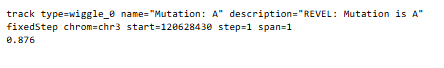 track type=wiggle_0 name="Mutation: A" description="REVEL: Mutation is A"
fixedStep chrom=chr3 start=120628430 step=1 span=1
0.876